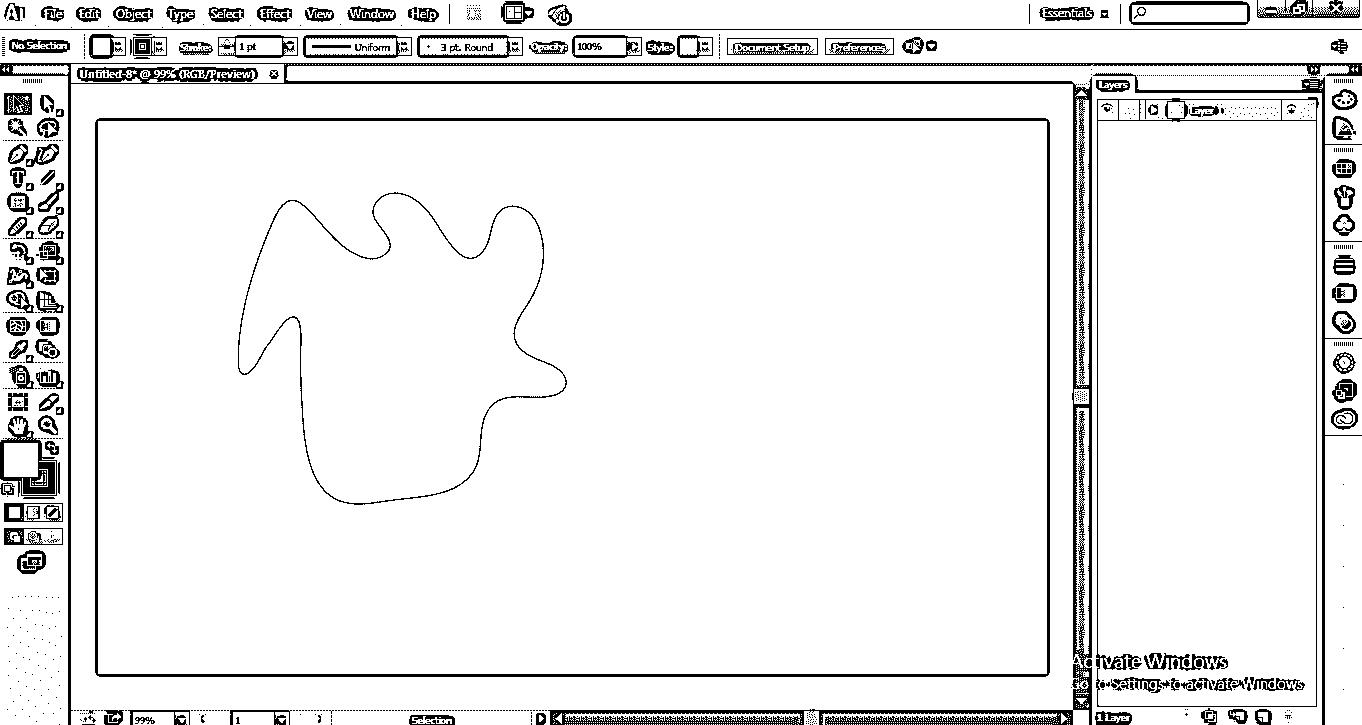 Ai File Edit Object Type Select Effect View Window Help Essentials
No Selection Stroke: 1 pt Uniform 3 pt. Round Opacity: 100% Style: Document Setup Preferences
Untitled-8* @ 99% (RGB/Preview)
Layers
Layer 1
Activate Windows
Go to Settings to activate Windows
99% 1 Selection 1 Layer